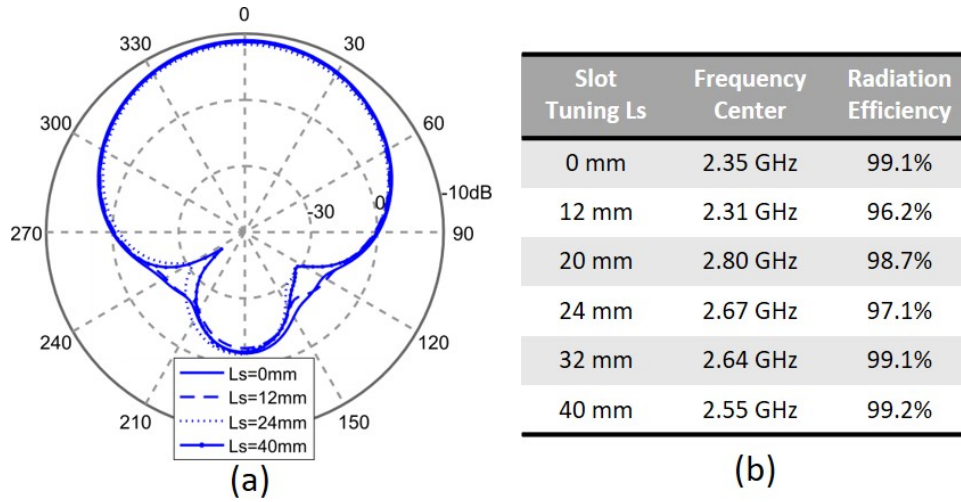 (a)
0
30
60
90
120
150
210
240
270
300
330
-10dB
0
-30
Ls=0mm
Ls=12mm
Ls=24mm
Ls=40mm
(a)
Slot Tuning Ls Frequency Center Radiation Efficiency
0 mm 2.35 GHz 99.1%
12 mm 2.31 GHz 96.2%
20 mm 2.80 GHz 98.7%
24 mm 2.67 GHz 97.1%
32 mm 2.64 GHz 99.1%
40 mm 2.55 GHz 99.2%
(b)